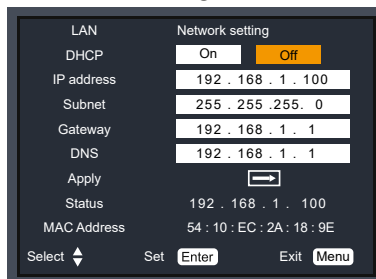 LAN Network setting
DHCP On Off
IP address 192 . 168 . 1 . 100
Subnet 255 . 255 .255. 0
Gateway 192 . 168 . 1 . 1
DNS 192 . 168 . 1 . 1
Apply
Status 192 . 168 . 1 . 100
MAC Address 54 : 10 : EC : 2A : 18 : 9E
Select Set Enter Exit Menu